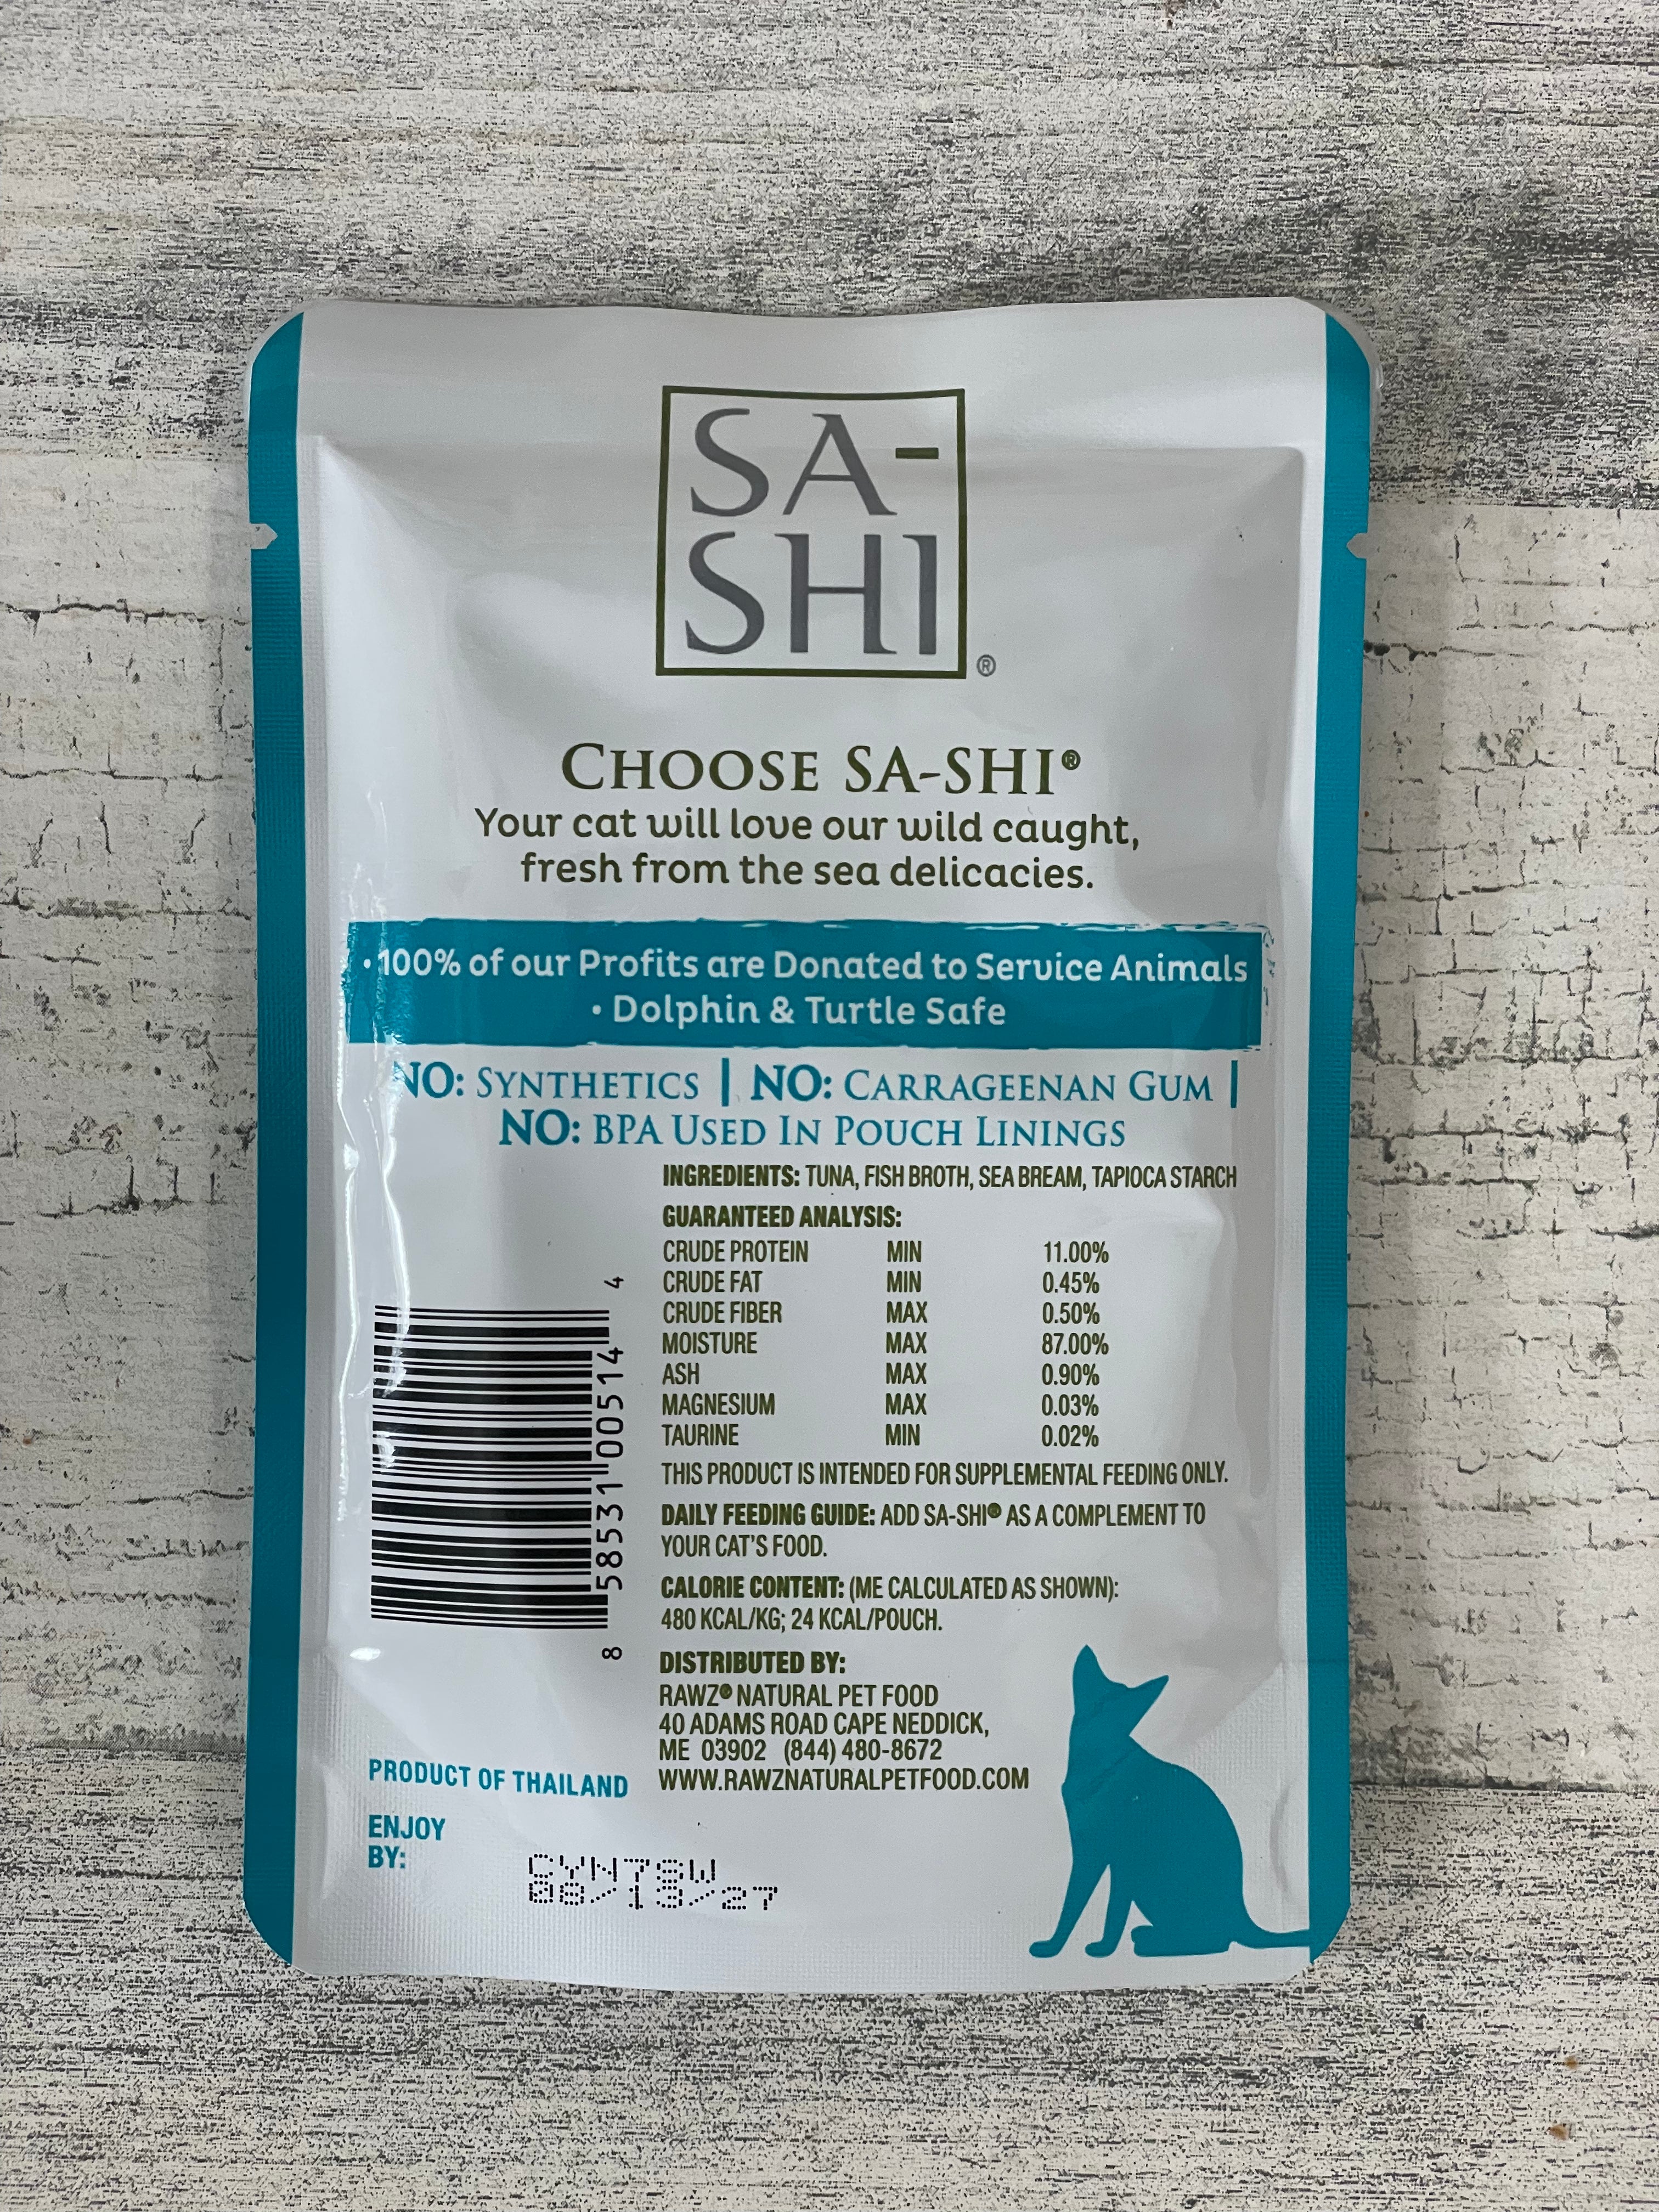 SA-
SHI®
CHOOSE SA-SHI®
Your cat will love our wild caught,
fresh from the sea delicacies.
• 100% of our Profits are Donated to Service Animals
• Dolphin & Turtle Safe
NO: SYNTHETICS | NO: CARRAGEENAN GUM |
NO: BPA USED IN POUCH LININGS
INGREDIENTS: TUNA, FISH BROTH, SEA BREAM, TAPIOCA STARCH
GUARANTEED ANALYSIS:
CRUDE PROTEIN MIN 11.00%
CRUDE FAT MIN 0.45%
CRUDE FIBER MAX 0.50%
MOISTURE MAX 87.00%
ASH MAX 0.90%
MAGNESIUM MAX 0.03%
TAURINE MIN 0.02%
THIS PRODUCT IS INTENDED FOR SUPPLEMENTAL FEEDING ONLY.
DAILY FEEDING GUIDE: ADD SA-SHI® AS A COMPLEMENT TO
YOUR CAT'S FOOD.
CALORIE CONTENT: (ME CALCULATED AS SHOWN):
480 KCAL/KG; 24 KCAL/POUCH.
DISTRIBUTED BY:
RAWZ® NATURAL PET FOOD
40 ADAMS ROAD CAPE NEDDICK,
ME 03902 (844) 480-8672
WWW.RAWZNATURALPETFOOD.COM
8 58531 00514 4
PRODUCT OF THAILAND
ENJOY
BY:
CYN7SW
08/13/27